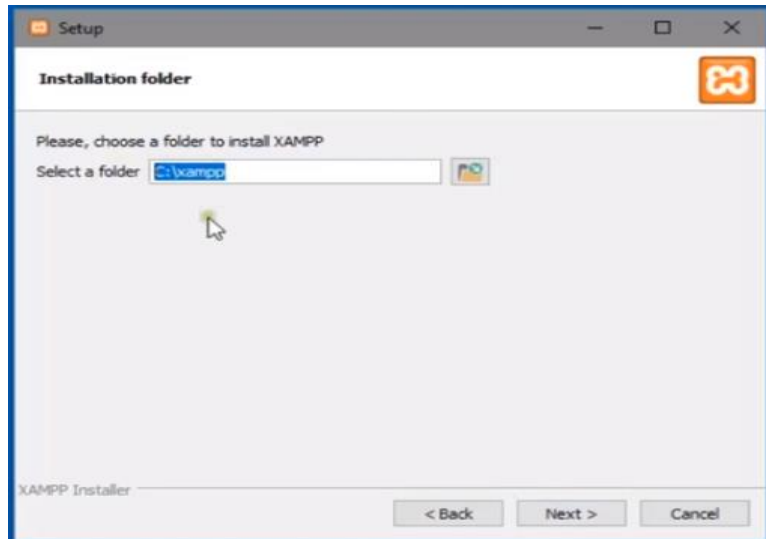 Setup
Installation folder
Please, choose a folder to install XAMPP
Select a folder C:\xampp
XAMPP Installer
< Back Next > Cancel